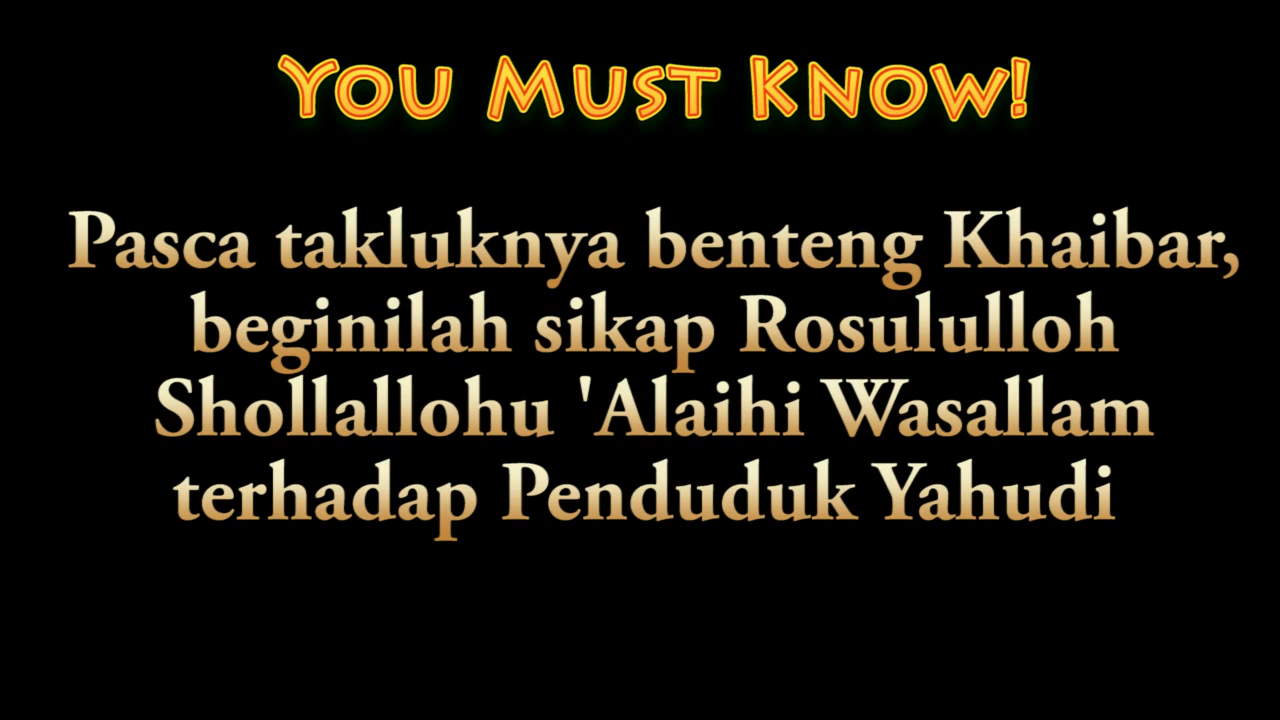 You Must Know!
Pasca takluknya benteng Khaibar,
beginilah sikap Rosululloh
Shollallohu 'Alaihi Wasallam
terhadap Penduduk Yahudi